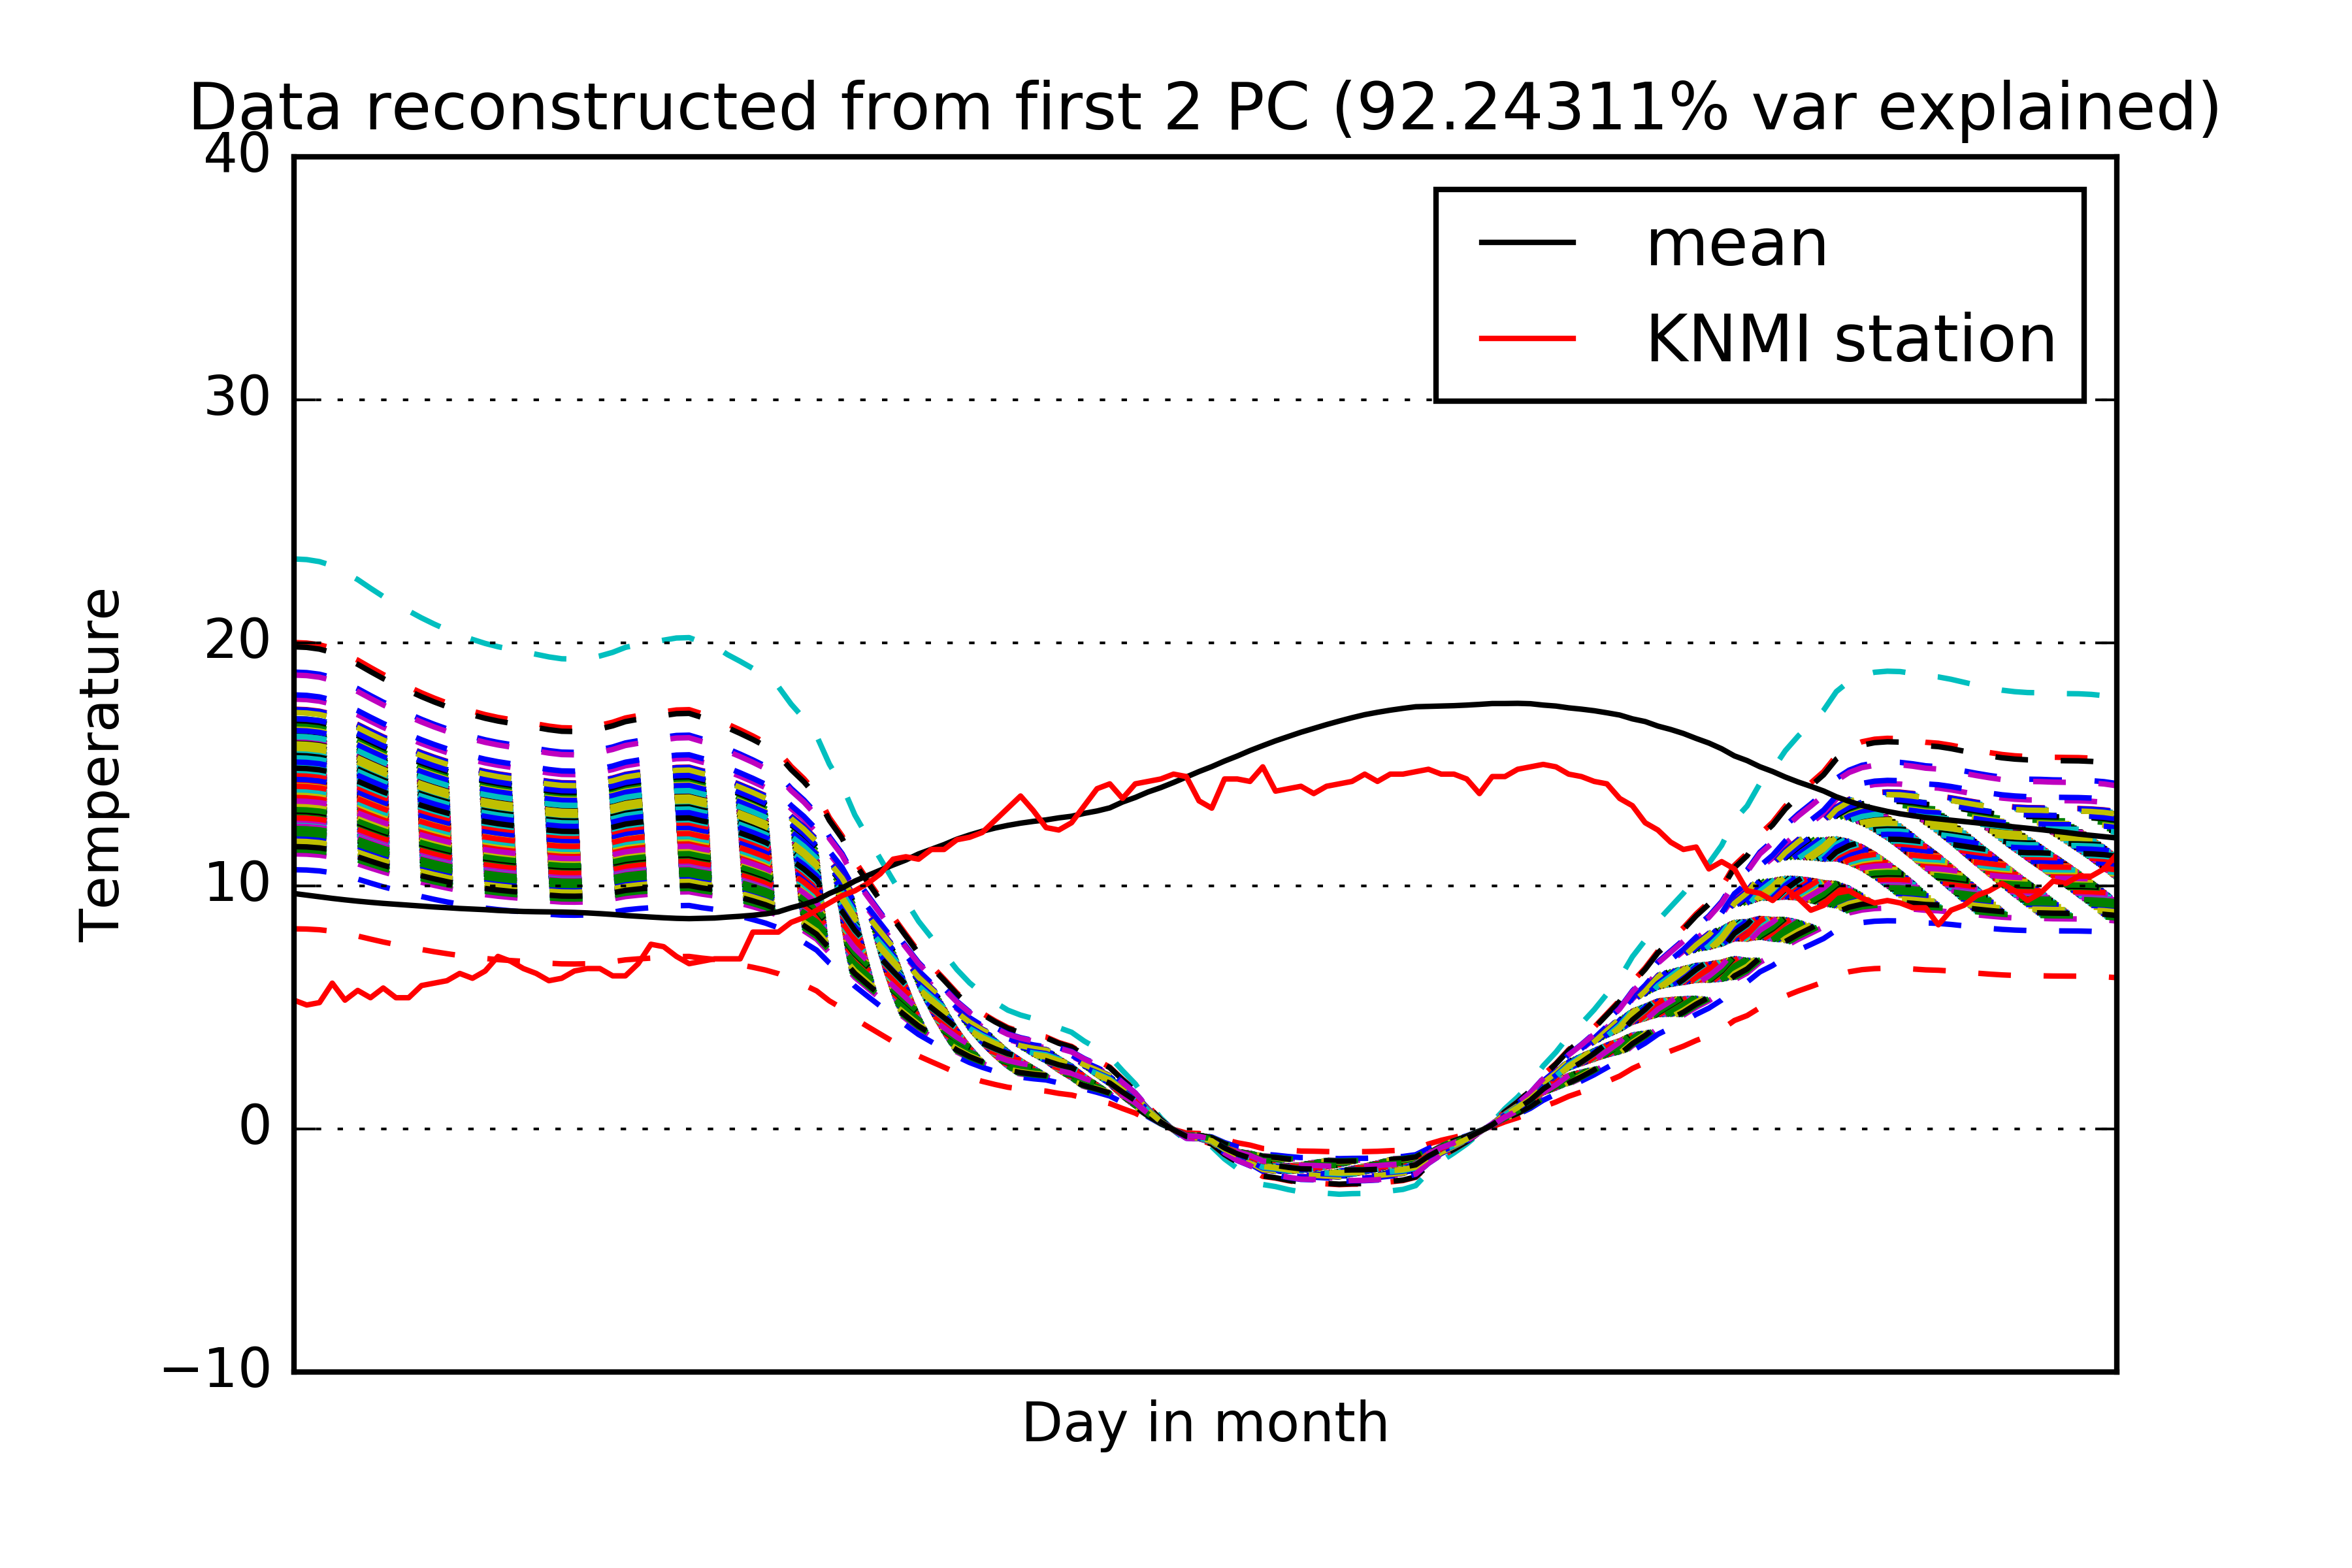 Data reconstructed from first 2 PC (92.24311% var explained)
40
30
20
10
0
−10
Temperature
mean
KNMI station
Day in month